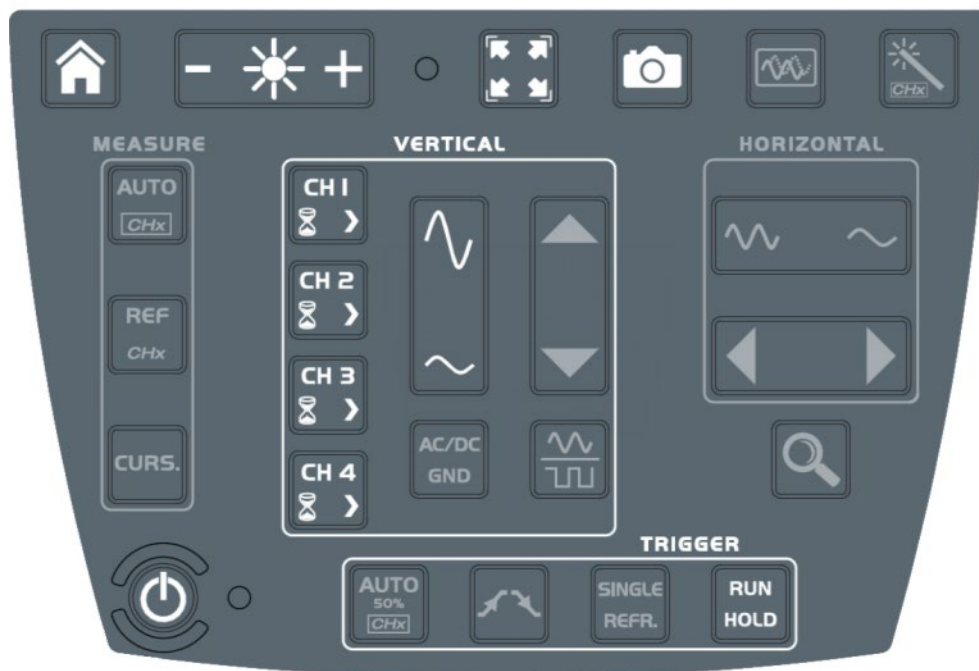 CHx
MEASURE
VERTICAL
HORIZONTAL
AUTO
CHx
REF
CHx
CURS.
CH 1
CH 2
CH 3
CH 4
AC/DC
GND
TRIGGER
AUTO
50%
CHx
SINGLE
REFR.
RUN
HOLD